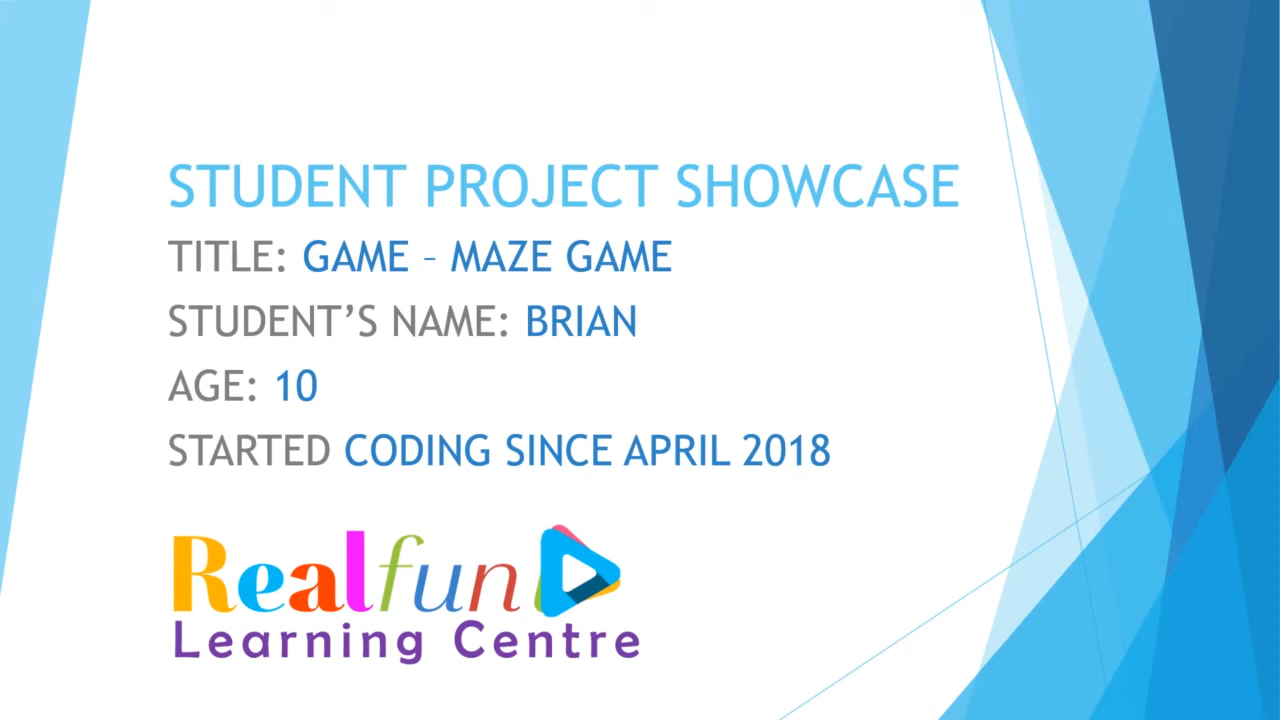 STUDENT PROJECT SHOWCASE
TITLE: GAME – MAZE GAME
STUDENT’S NAME: BRIAN
AGE: 10
STARTED CODING SINCE APRIL 2018
Realfun
Learning Centre